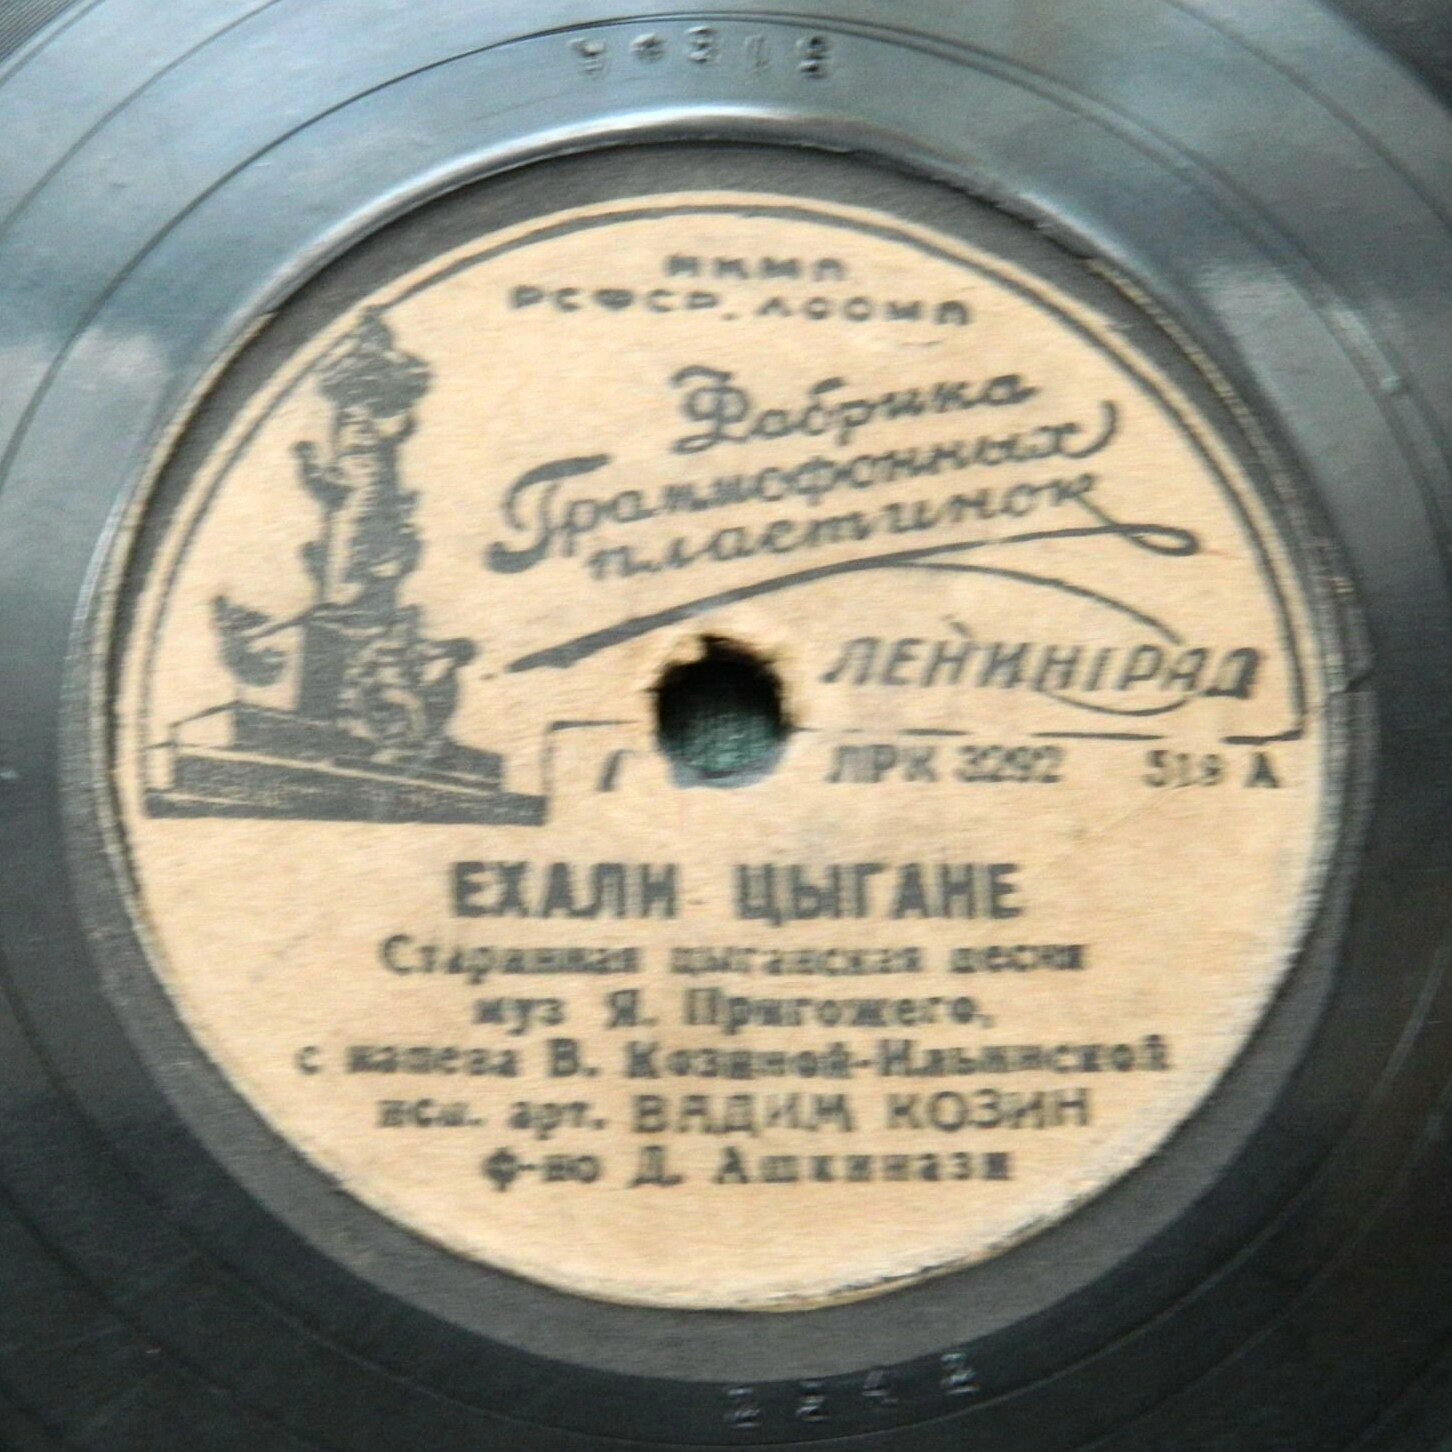 НКМП
РСФСР. ЛООМП
Фабрика
Граммофонных
пластинок
ЛЕНИНГРАД
ЛРК 3292 519 А
ЕХАЛИ ЦЫГАНЕ
Старинная цыганская песня
муз Я. Пригожего,
с напева В. Козиной-Ильинской
исп. арт. ВАДИМ КОЗИН
ф-но Д. Ашкинази